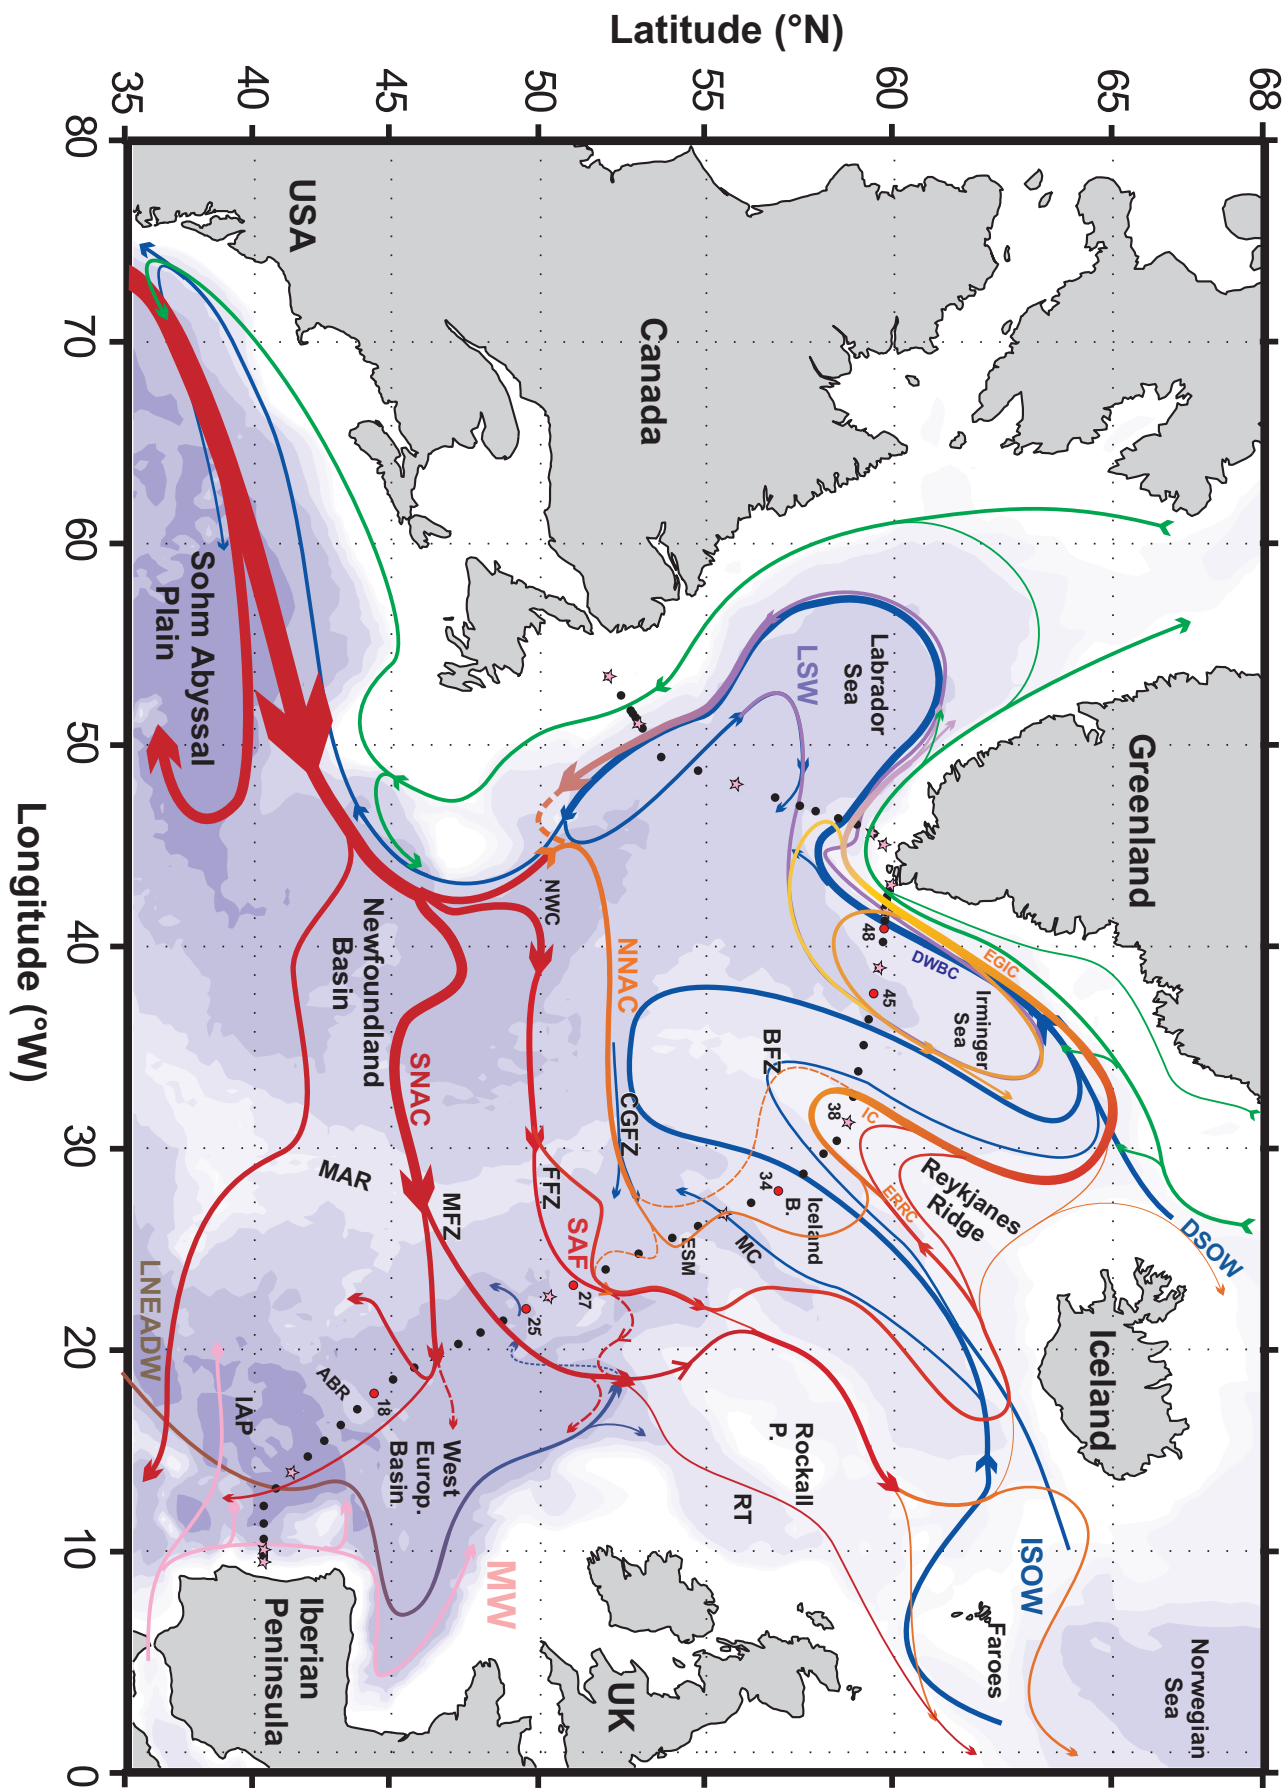 Latitude (°N)
35
40
45
50
55
60
65
68
80
70
60
50
40
30
20
10
0
Longitude (°W)
USA
Canada
Greenland
Iceland
UK
Iberian
Peninsula
Faroes
Norwegian
Sea
Labrador
Sea
Irminger
Sea
Sohm Abyssal
Plain
Newfoundland
Basin
West
Europ.
Basin
Reykjanes
Ridge
Iceland
B.
Rockall
P.
RT
LSW
DWBC
EGIC
DSOW
ISOW
NWC
NNAC
SNAC
SAF
CGFZ
BFZ
FFZ
MFZ
MAR
IC
ERRC
MC
ESM
ABR
IAP
LNEADW
MW
48
45
38
34
27
25
18